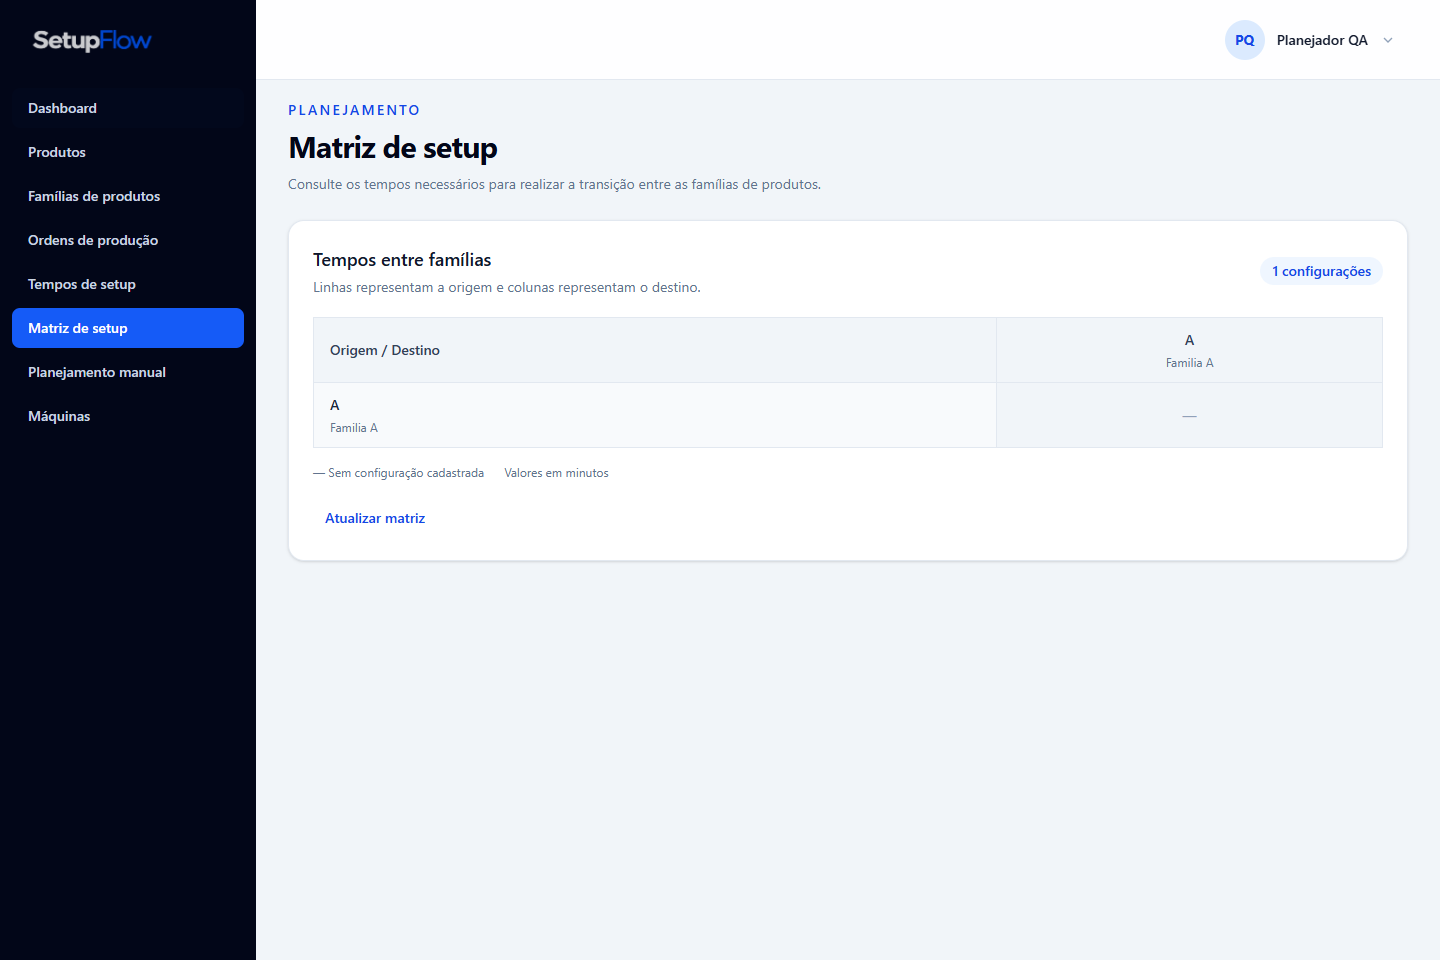 SetupFlow
PQ Planejador QA
Dashboard
Produtos
Famílias de produtos
Ordens de produção
Tempos de setup
Matriz de setup
Planejamento manual
Máquinas
PLANEJAMENTO
Matriz de setup
Consulte os tempos necessários para realizar a transição entre as famílias de produtos.
Tempos entre famílias
Linhas representam a origem e colunas representam o destino.
1 configurações
Origem / Destino
A
Familia A
A
Familia A
—
— Sem configuração cadastrada Valores em minutos
Atualizar matriz